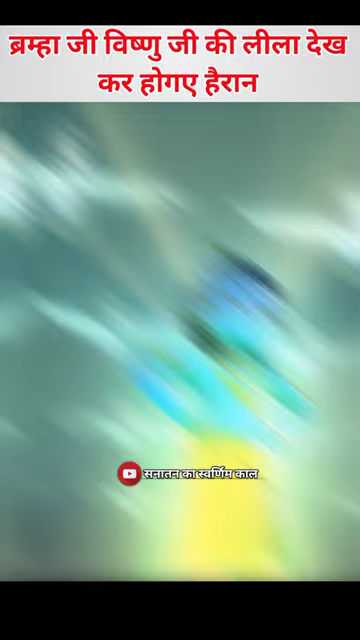 ब्रम्हा जी विष्णु जी की लीला देख
कर होगए हैरान
सनातन का स्वर्णिम काल